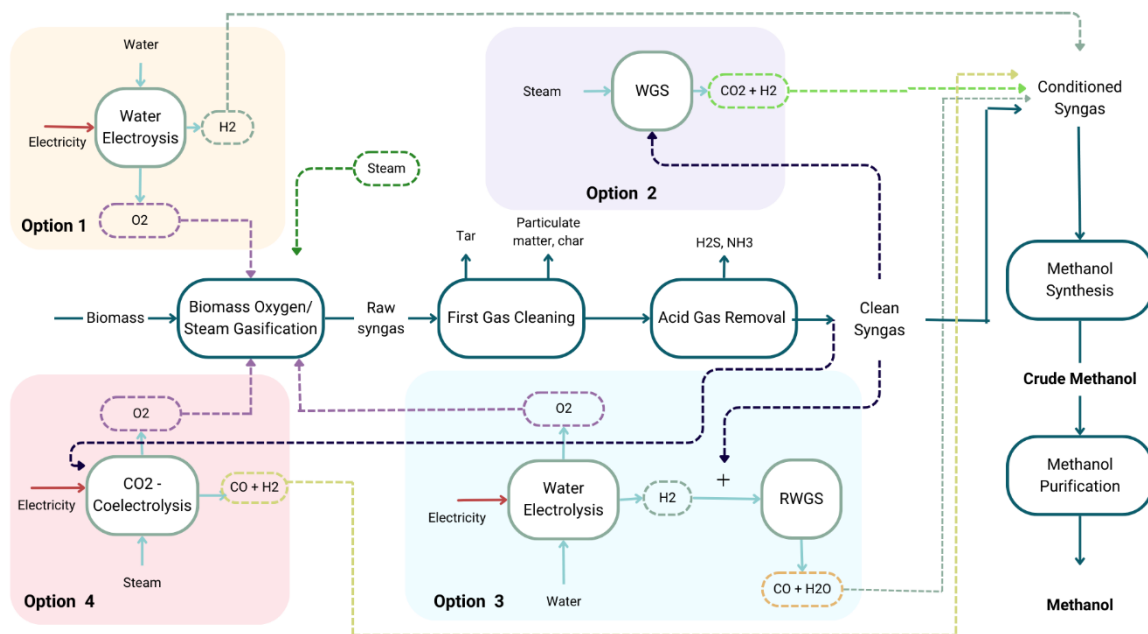 Water
Water
Electroysis
Electricity
H2
O2
Option 1
Steam
Steam
WGS
CO2 + H2
Option 2
Conditioned
Syngas
Biomass
Biomass Oxygen/
Steam Gasification
Raw
syngas
Tar
Particulate
matter, char
First Gas Cleaning
H2S, NH3
Acid Gas Removal
Clean
Syngas
Methanol
Synthesis
Crude Methanol
Methanol
Purification
Methanol
O2
CO2 -
Coelectrolysis
Electricity
CO + H2
Steam
Option 4
O2
Water
Electrolysis
Electricity
H2
+
RWGS
Water
CO + H2O
Option 3